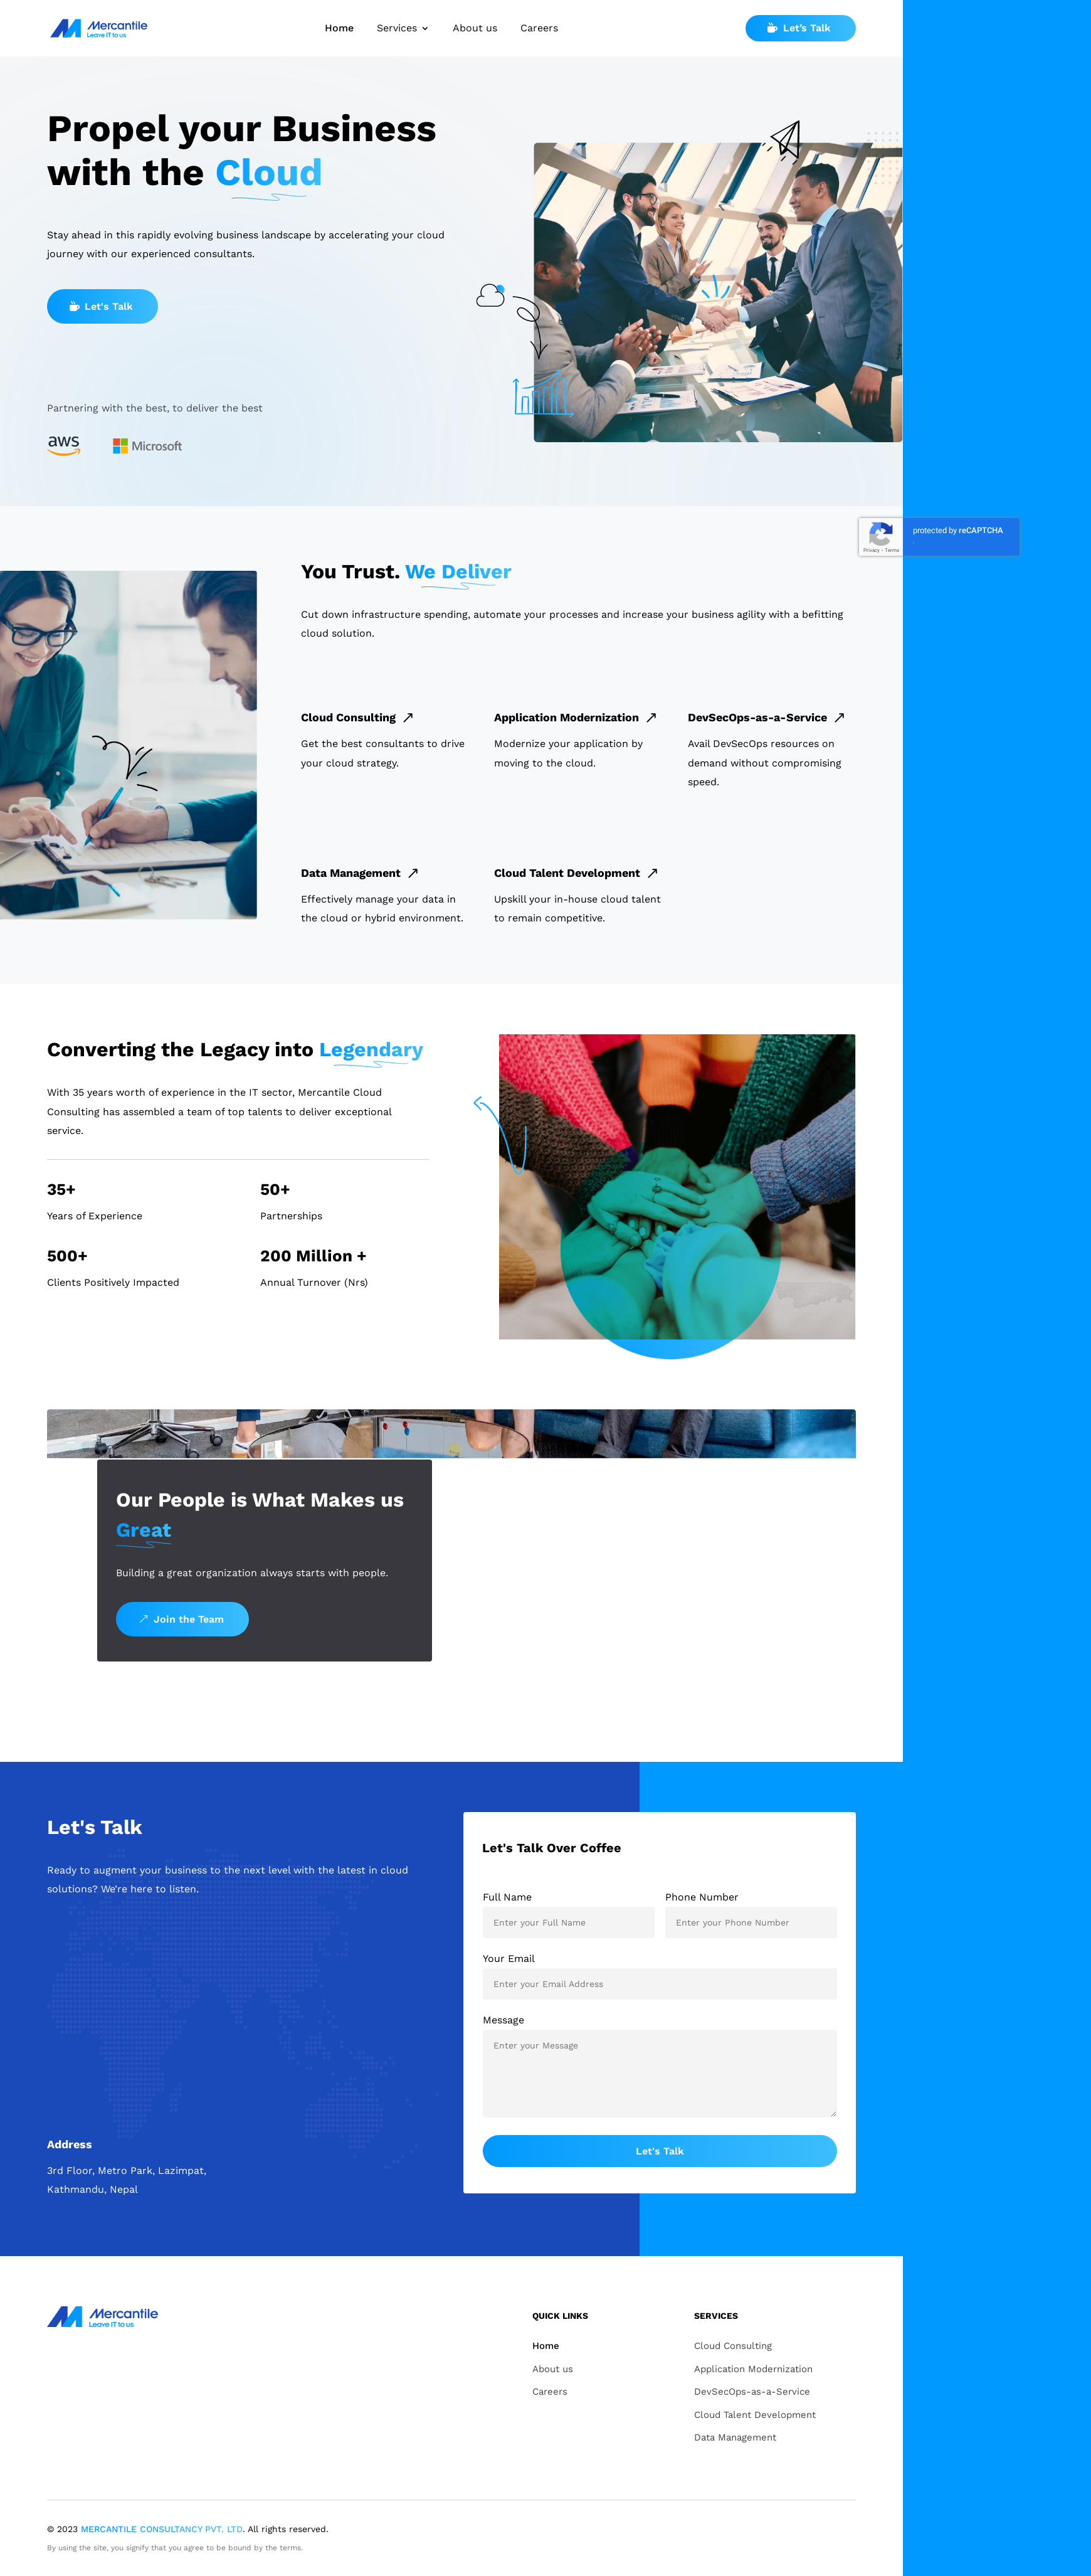 Mercantile
Leave IT to us
Home
Services
About us
Careers
Let's Talk
Propel your Business
with the Cloud
Stay ahead in this rapidly evolving business landscape by accelerating your cloud
journey with our experienced consultants.
Let's Talk
Partnering with the best, to deliver the best
aws
Microsoft
protected by reCAPTCHA
Privacy - Terms
You Trust. We Deliver
Cut down infrastructure spending, automate your processes and increase your business agility with a befitting
cloud solution.
Cloud Consulting
Get the best consultants to drive
your cloud strategy.
Application Modernization
Modernize your application by
moving to the cloud.
DevSecOps-as-a-Service
Avail DevSecOps resources on
demand without compromising
speed.
Data Management
Effectively manage your data in
the cloud or hybrid environment.
Cloud Talent Development
Upskill your in-house cloud talent
to remain competitive.
Converting the Legacy into Legendary
With 35 years worth of experience in the IT sector, Mercantile Cloud
Consulting has assembled a team of top talents to deliver exceptional
service.
35+
Years of Experience
50+
Partnerships
500+
Clients Positively Impacted
200 Million +
Annual Turnover (Nrs)
Our People is What Makes us
Great
Building a great organization always starts with people.
Join the Team
Let's Talk
Ready to augment your business to the next level with the latest in cloud
solutions? We're here to listen.
Address
3rd Floor, Metro Park, Lazimpat,
Kathmandu, Nepal
Let's Talk Over Coffee
Full Name
Enter your Full Name
Phone Number
Enter your Phone Number
Your Email
Enter your Email Address
Message
Enter your Message
Let's Talk
Mercantile
Leave IT to us
QUICK LINKS
Home
About us
Careers
SERVICES
Cloud Consulting
Application Modernization
DevSecOps-as-a-Service
Cloud Talent Development
Data Management
© 2023 MERCANTILE CONSULTANCY PVT. LTD. All rights reserved.
By using the site, you signify that you agree to be bound by the terms.